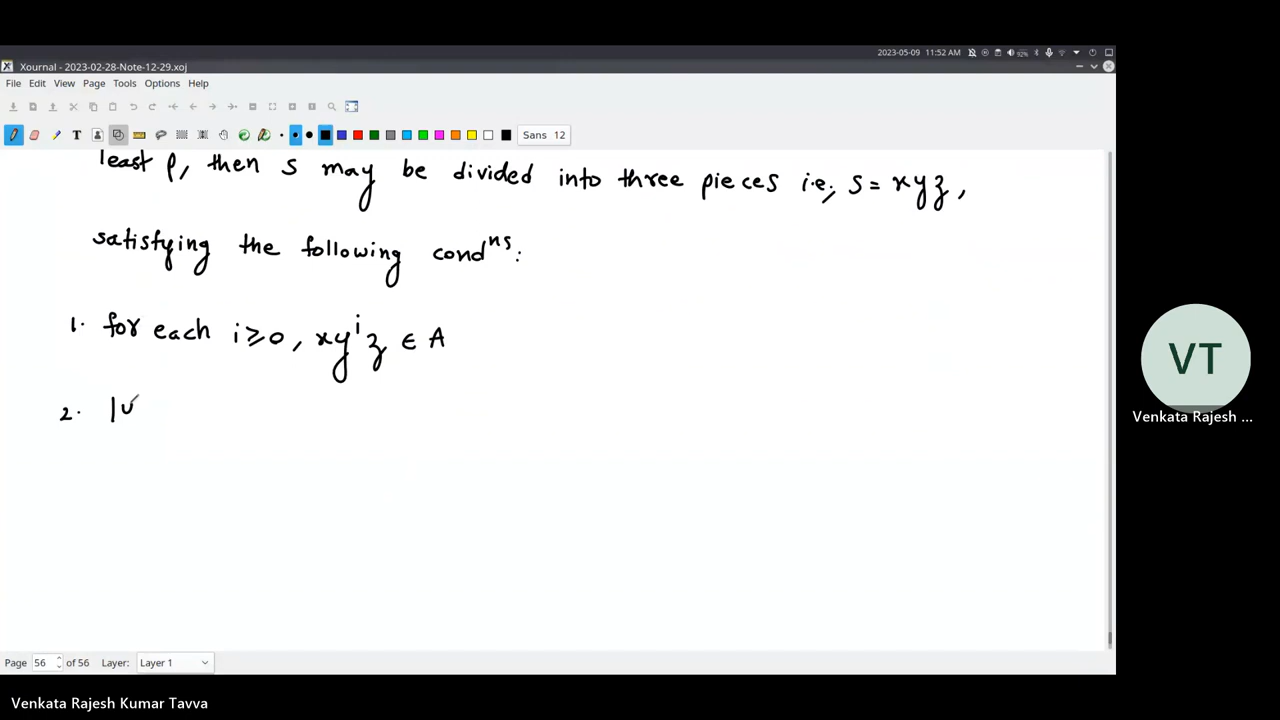 2023-05-09 11:52 AM
92%
Xournal - 2023-02-28-Note-12-29.xoj
File Edit View Page Tools Options Help
T
Sans 12
least p, then s may be divided into three pieces i.e., s = xyz,
satisfying the following condⁿˢ:
1. for each i ≥ 0, xyⁱz ∈ A
2. |
VT
Venkata Rajesh ...
Page 56 of 56 Layer: Layer 1
Venkata Rajesh Kumar Tavva